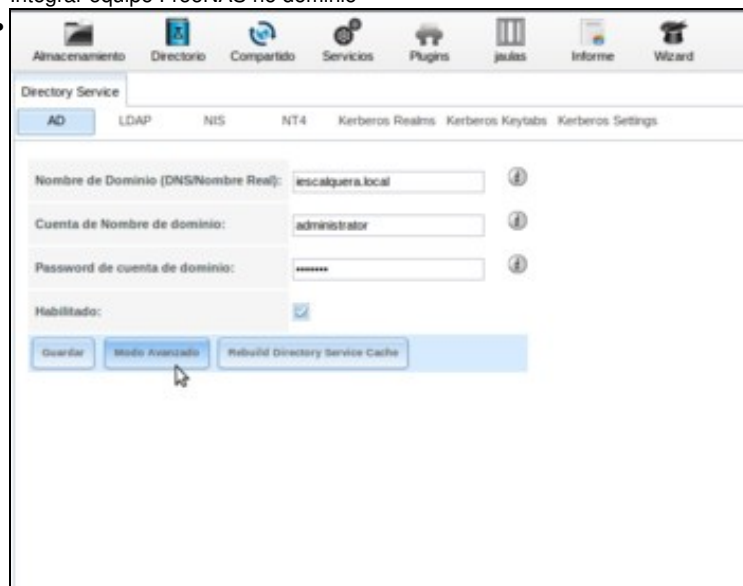 Integrar equipo FreeNAS no dominio
Almacenamiento Directorio Compartido Servicios Plugins jaulas Informe Wizard
Directory Service
AD LDAP NIS NT4 Kerberos Realms Kerberos Keytabs Kerberos Settings
Nombre de Dominio (DNS/Nombre Real): iescalquera.local
Cuenta de Nombre de dominio: administrator
Password de cuenta de dominio: •••••••
Habilitado:
Guardar Modo Avanzado Rebuild Directory Service Cache